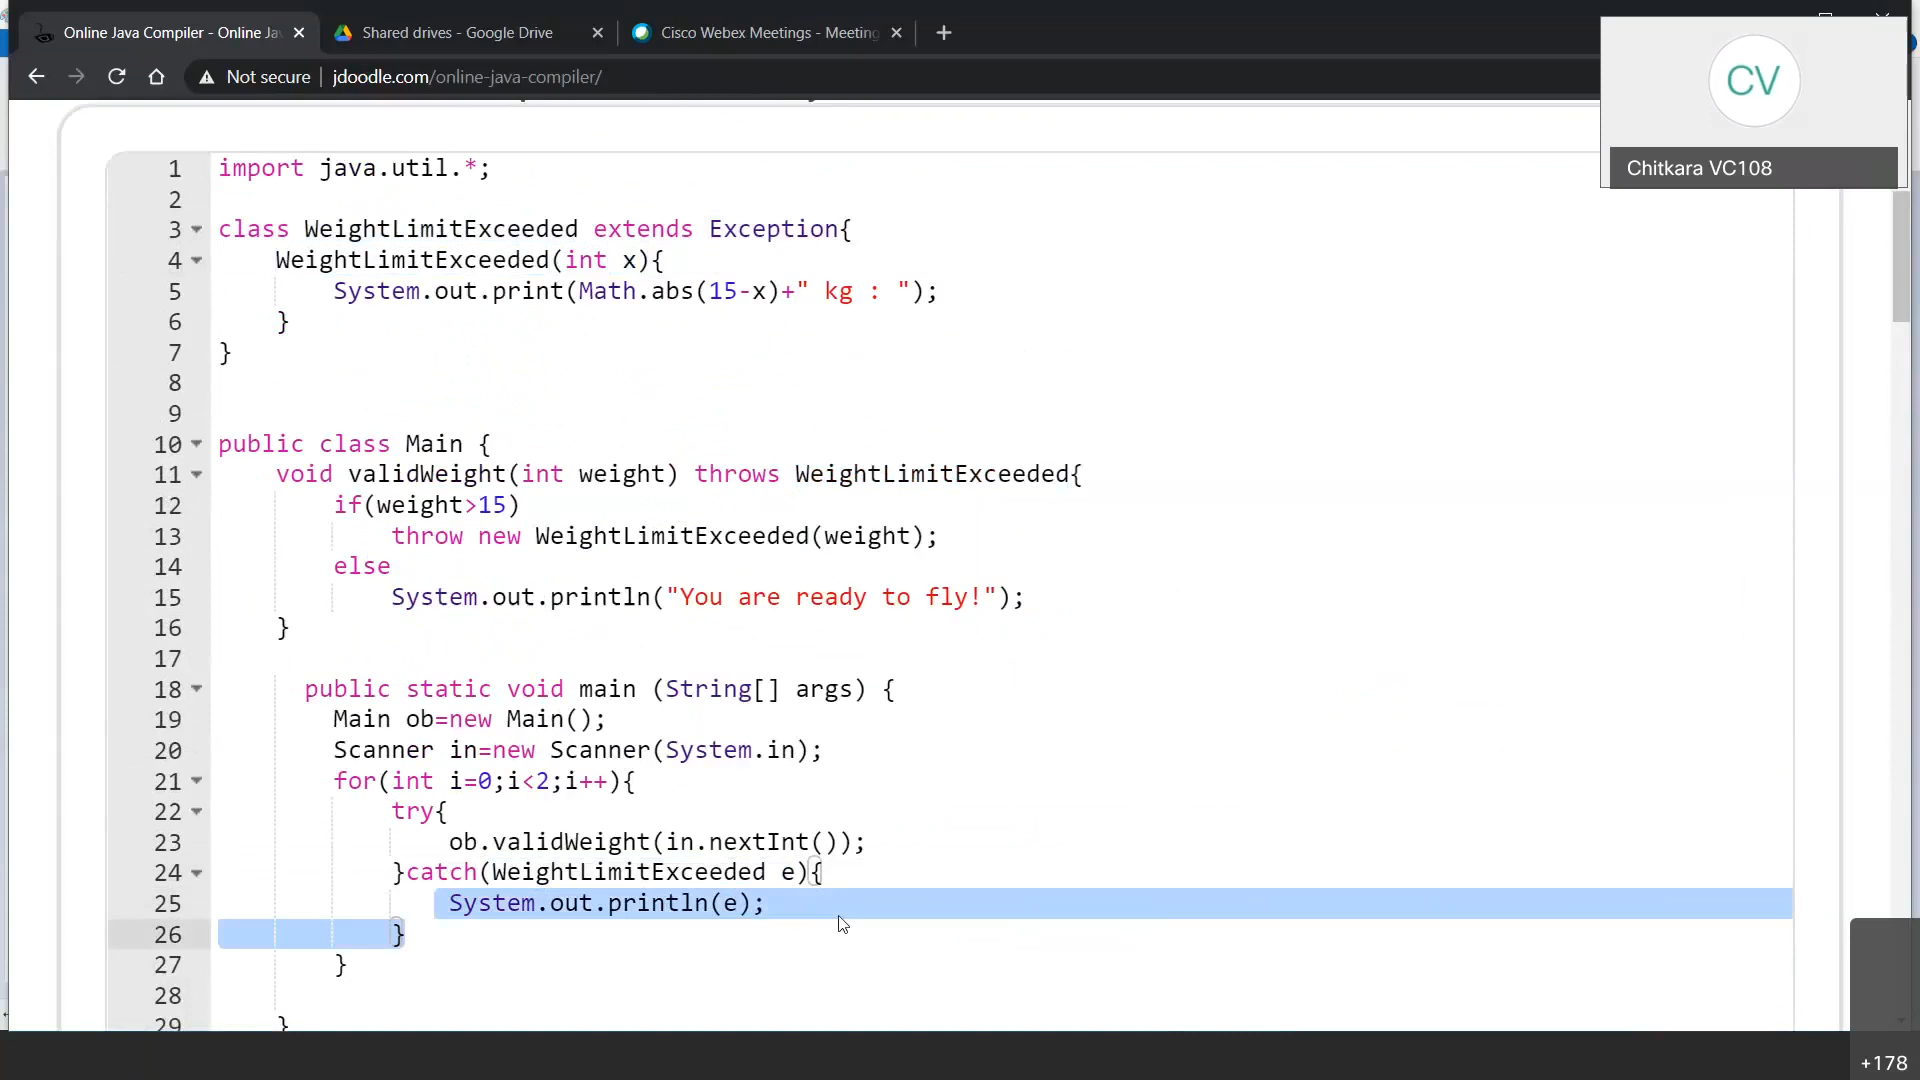 Online Java Compiler - Online Ja
Shared drives - Google Drive
Cisco Webex Meetings - Meeting
Not secure | jdoodle.com/online-java-compiler/
CV
Chitkara VC108
1 import java.util.*;
2
3 class WeightLimitExceeded extends Exception{
4 WeightLimitExceeded(int x){
5 System.out.print(Math.abs(15-x)+" kg : ");
6 }
7 }
8
9
10 public class Main {
11 void validWeight(int weight) throws WeightLimitExceeded{
12 if(weight>15)
13 throw new WeightLimitExceeded(weight);
14 else
15 System.out.println("You are ready to fly!");
16 }
17
18 public static void main (String[] args) {
19 Main ob=new Main();
20 Scanner in=new Scanner(System.in);
21 for(int i=0;i<2;i++){
22 try{
23 ob.validWeight(in.nextInt());
24 }catch(WeightLimitExceeded e){
25 System.out.println(e);
26 }
27 }
28
29 }
+178